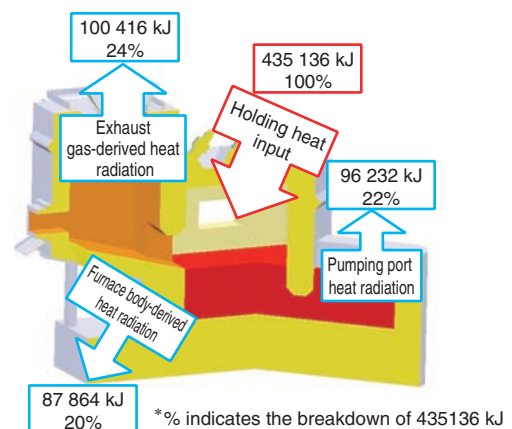 100 416 kJ
24%
Exhaust
gas-derived heat
radiation
435 136 kJ
100%
Holding heat
input
96 232 kJ
22%
Pumping port
heat radiation
Furnace body-derived
heat radiation
87 864 kJ
20%
*% indicates the breakdown of 435136 kJ